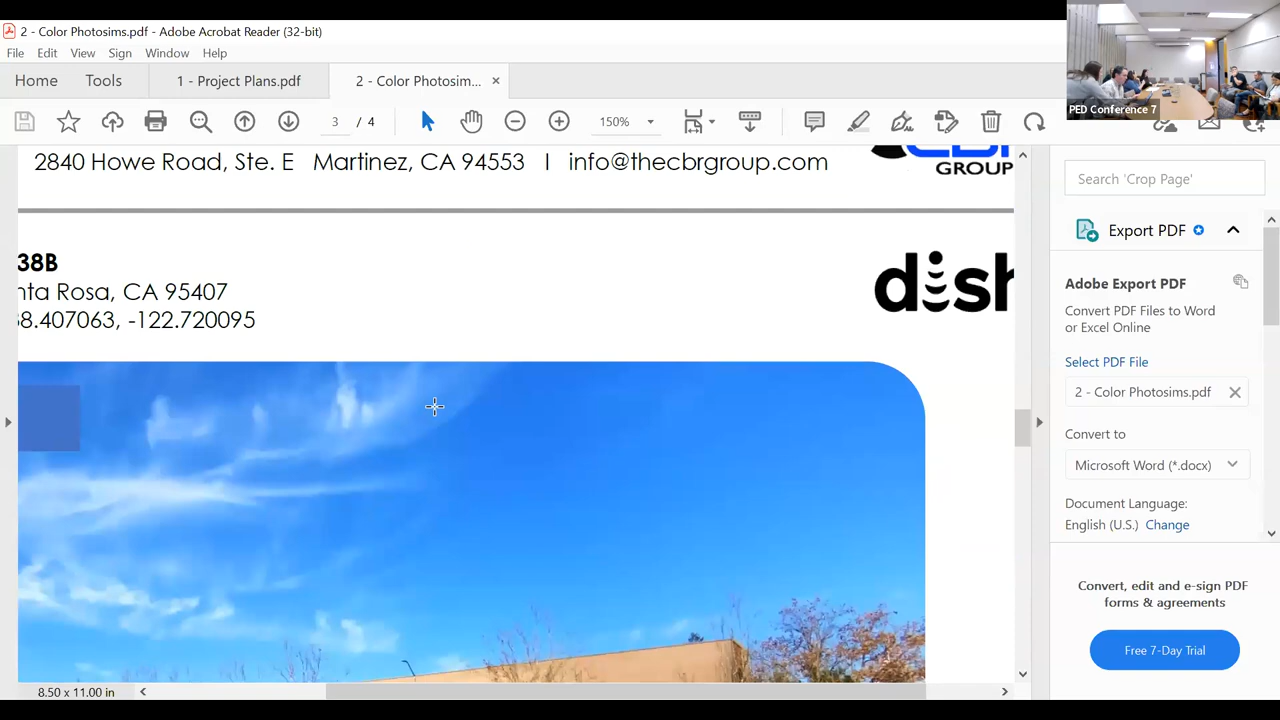 2 - Color Photosims.pdf - Adobe Acrobat Reader (32-bit)
File Edit View Sign Window Help
Home Tools 1 - Project Plans.pdf 2 - Color Photosim... ×
PED Conference 7
3 / 4 150%
2840 Howe Road, Ste. E Martinez, CA 94553 | info@thecbrgroup.com
GROUP
38B
nta Rosa, CA 95407
38.407063, -122.720095
dish
8.50 x 11.00 in
Search 'Crop Page'
Export PDF
Adobe Export PDF
Convert PDF Files to Word
or Excel Online
Select PDF File
2 - Color Photosims.pdf
Convert to
Microsoft Word (*.docx)
Document Language:
English (U.S.) Change
Convert, edit and e-sign PDF
forms & agreements
Free 7-Day Trial